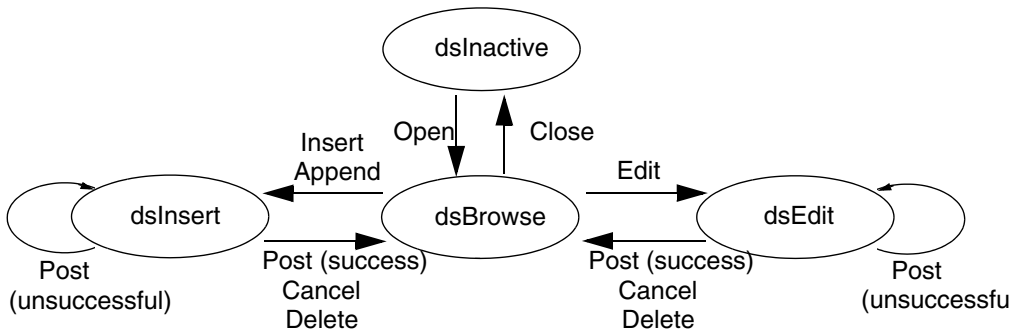 dsInactive
Open
Close
Insert
Append
Edit
dsInsert
dsBrowse
dsEdit
Post (success)
Cancel
Delete
Post (success)
Cancel
Delete
Post
(unsuccessful)
Post
(unsuccessfu